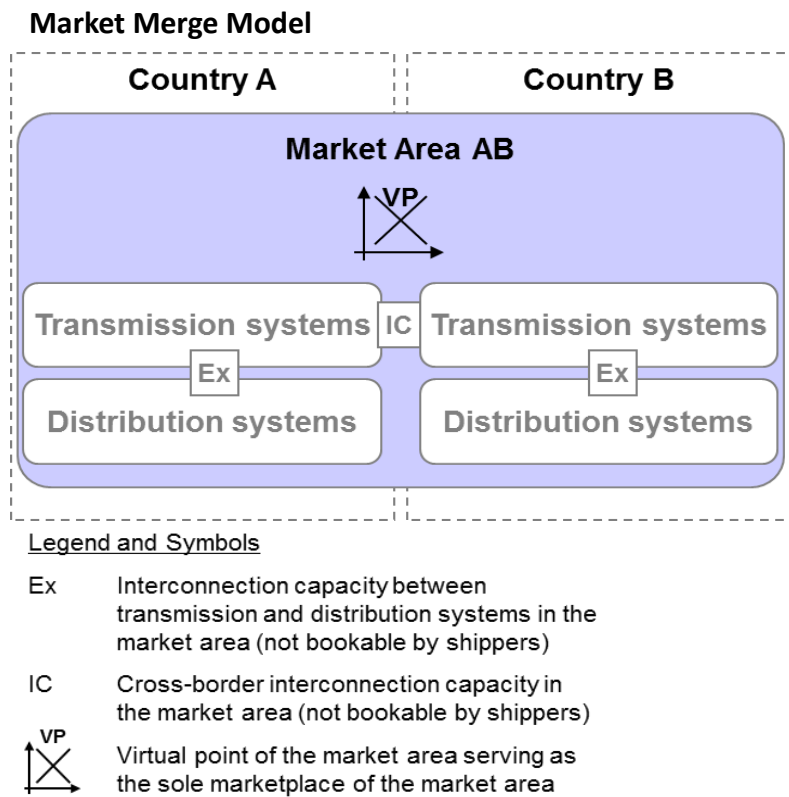 Market Merge Model
Country A
Country B
Market Area AB
VP
Transmission systems
IC
Transmission systems
Ex
Ex
Distribution systems
Distribution systems
Legend and Symbols
Ex Interconnection capacity between
transmission and distribution systems in the
market area (not bookable by shippers)
IC Cross-border interconnection capacity in
the market area (not bookable by shippers)
VP
Virtual point of the market area serving as
the sole marketplace of the market area